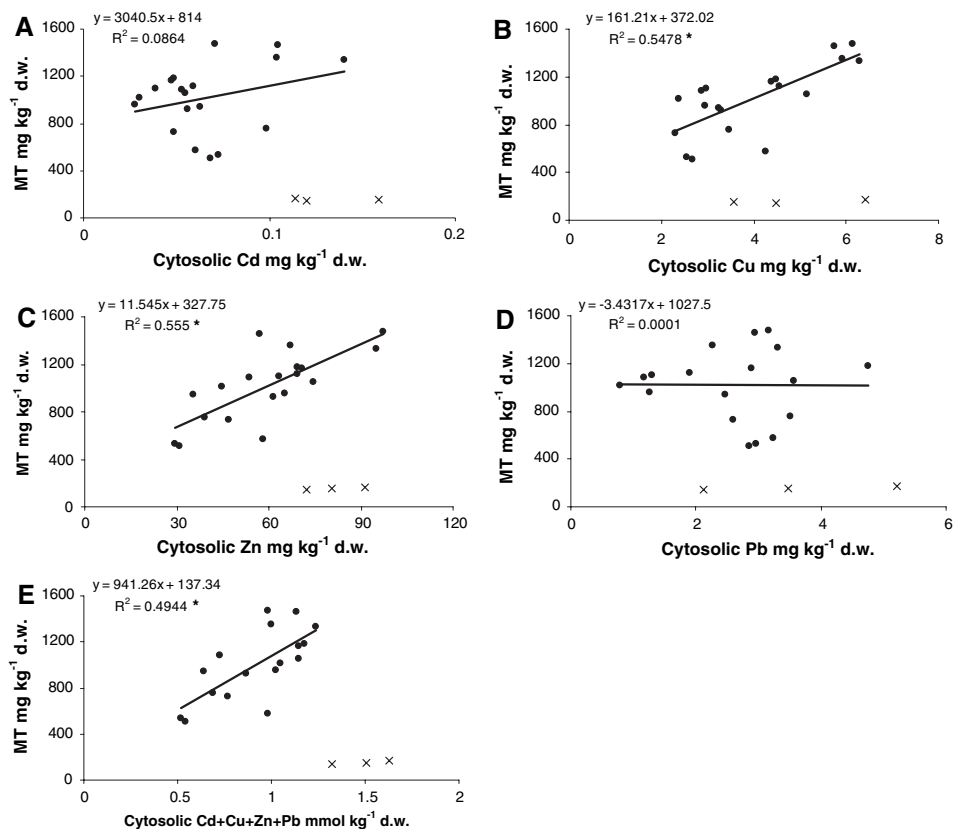 A
y = 3040.5x + 814
R² = 0.0864
MT mg kg⁻¹ d.w.
1600
1200
800
400
0
0 0.1 0.2
Cytosolic Cd mg kg⁻¹ d.w.
B
y = 161.21x + 372.02
R² = 0.5478 *
MT mg kg⁻¹ d.w.
1600
1200
800
400
0
0 2 4 6 8
Cytosolic Cu mg kg⁻¹ d.w.
C
y = 11.545x + 327.75
R² = 0.555 *
MT mg kg⁻¹ d.w.
1600
1200
800
400
0
0 30 60 90 120
Cytosolic Zn mg kg⁻¹ d.w.
D
y = -3.4317x + 1027.5
R² = 0.0001
MT mg kg⁻¹ d.w.
1600
1200
800
400
0
0 2 4 6
Cytosolic Pb mg kg⁻¹ d.w.
E
y = 941.26x + 137.34
R² = 0.4944 *
MT mg kg⁻¹ d.w.
1600
1200
800
400
0
0 0.5 1 1.5 2
Cytosolic Cd+Cu+Zn+Pb mmol kg⁻¹ d.w.